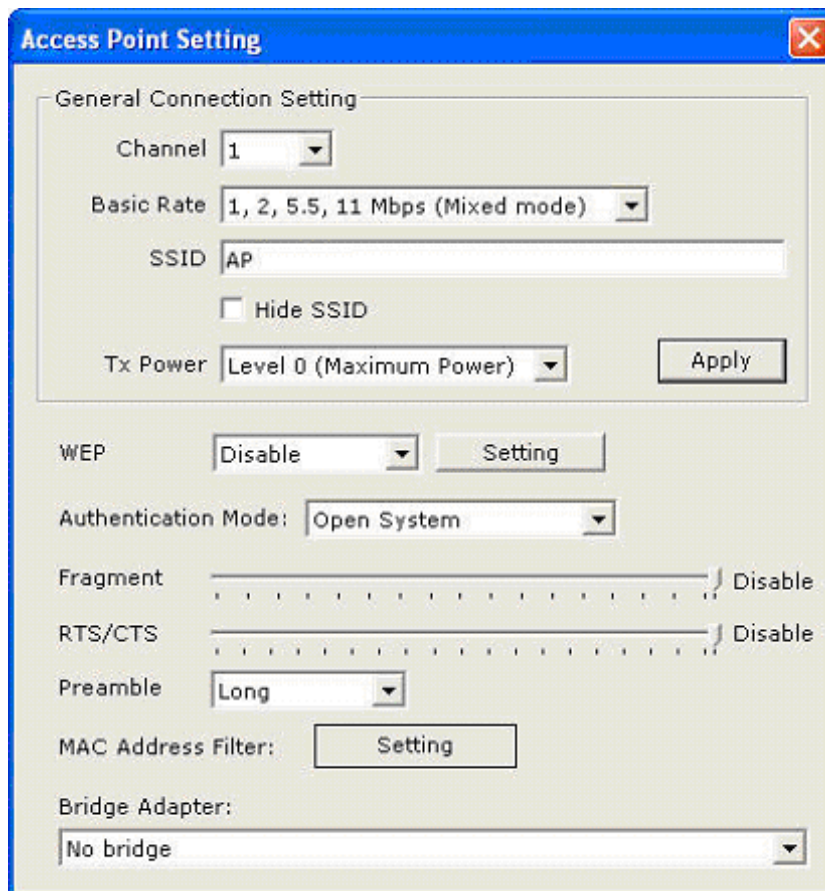 Access Point Setting
General Connection Setting
Channel 1
Basic Rate 1, 2, 5.5, 11 Mbps (Mixed mode)
SSID AP
Hide SSID
Tx Power Level 0 (Maximum Power) Apply
WEP Disable Setting
Authentication Mode: Open System
Fragment Disable
RTS/CTS Disable
Preamble Long
MAC Address Filter: Setting
Bridge Adapter:
No bridge